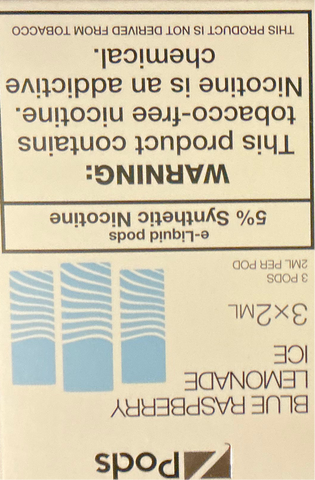 Z Pods
BLUE RASPBERRY
LEMONADE
ICE
3×2ML
3 PODS
2ML PER POD
e-Liquid pods
5% Synthetic Nicotine
WARNING:
This product contains
tobacco-free nicotine.
Nicotine is an addictive
chemical.
THIS PRODUCT IS NOT DERIVED FROM TOBACCO